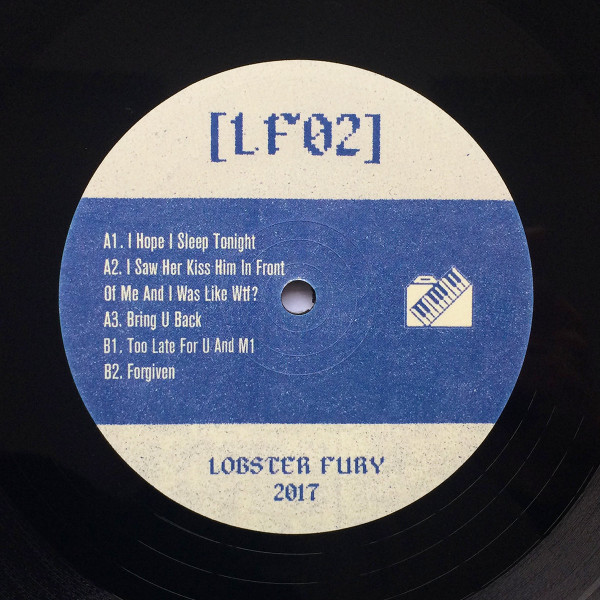 [LF02]
A1. I Hope I Sleep Tonight
A2. I Saw Her Kiss Him In Front
Of Me And I Was Like Wtf?
A3. Bring U Back
B1. Too Late For U And M1
B2. Forgiven
LOBSTER FURY
2017